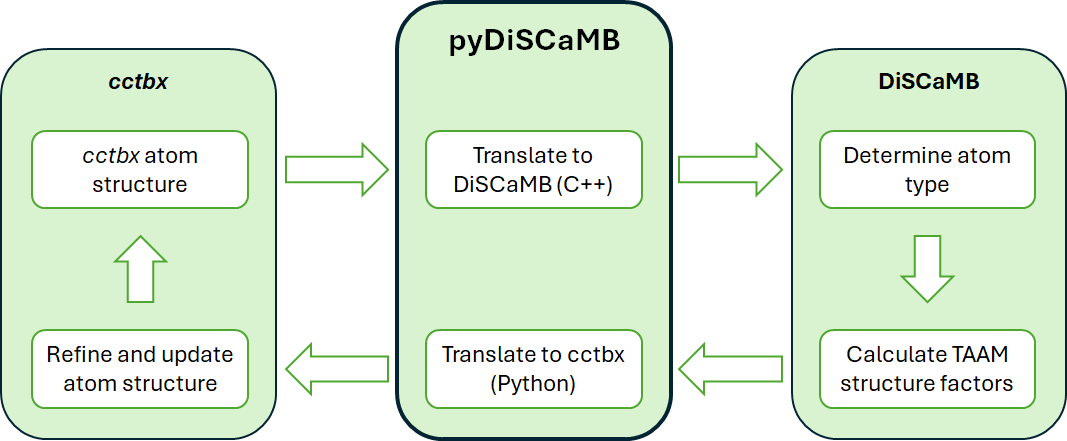 pyDiSCaMB
cctbx
DiSCaMB
cctbx atom
structure
Translate to
DiSCaMB (C++)
Determine atom
type
Refine and update
atom structure
Translate to cctbx
(Python)
Calculate TAAM
structure factors